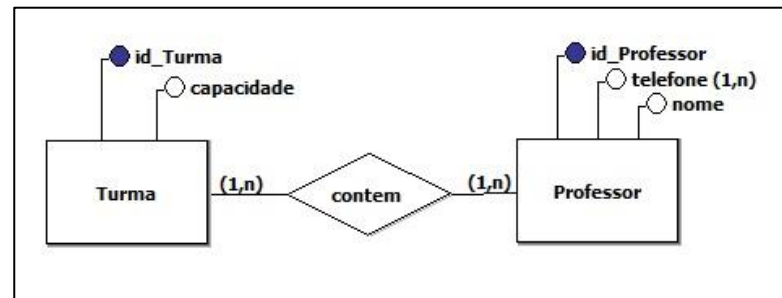 id_Turma
capacidade
id_Professor
telefone (1,n)
nome
Turma
(1,n)
contem
(1,n)
Professor